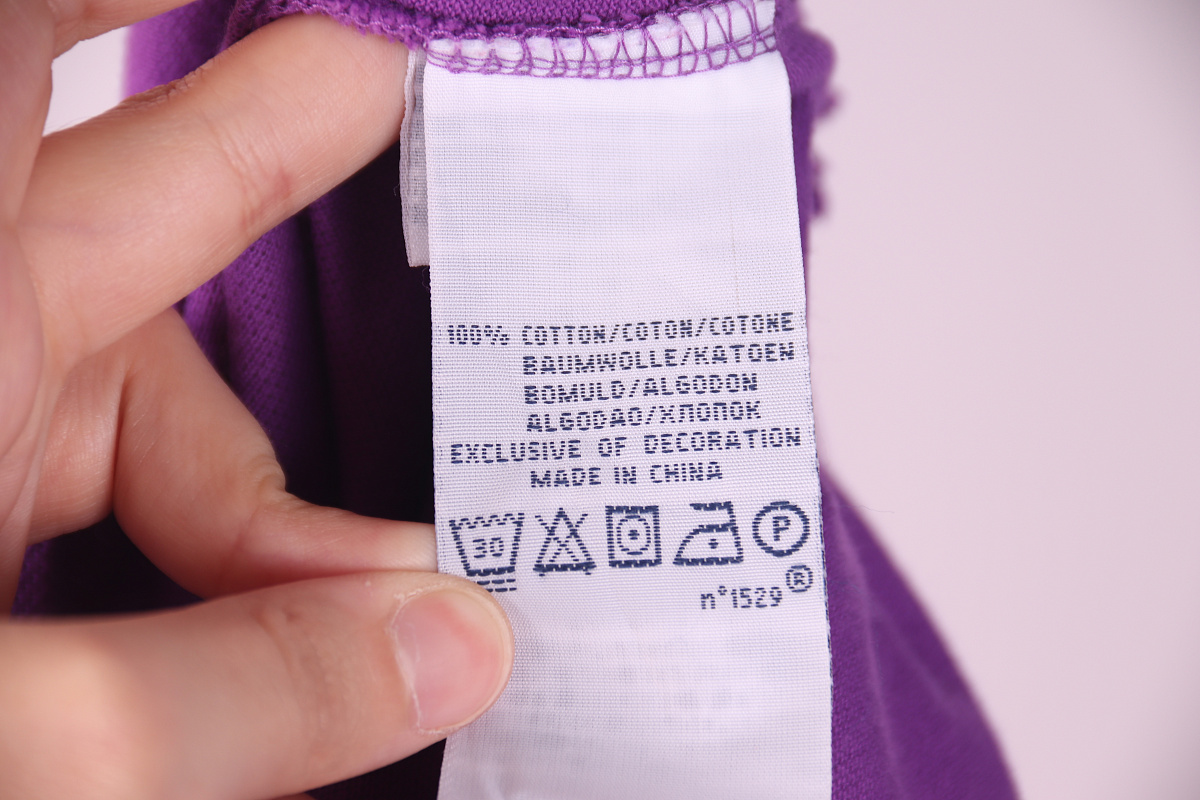 100% COTTON/COTON/COTONE
BAUMWOLLE/KATOEN
BOMULD/ALGODON
ALGODAO/ХЛОПОК
EXCLUSIVE OF DECORATION
MADE IN CHINA
30
P
n°1529®